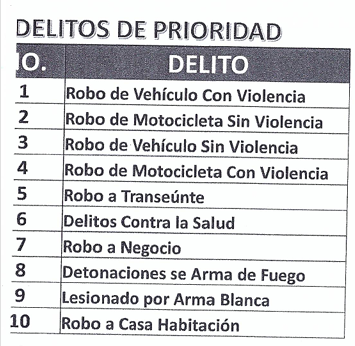 DELITOS DE PRIORIDAD
IO. DELITO
1 Robo de Vehículo Con Violencia
2 Robo de Motocicleta Sin Violencia
3 Robo de Vehículo Sin Violencia
4 Robo de Motocicleta Con Violencia
5 Robo a Transeúnte
6 Delitos Contra la Salud
7 Robo a Negocio
8 Detonaciones se Arma de Fuego
9 Lesionado por Arma Blanca
10 Robo a Casa Habitación